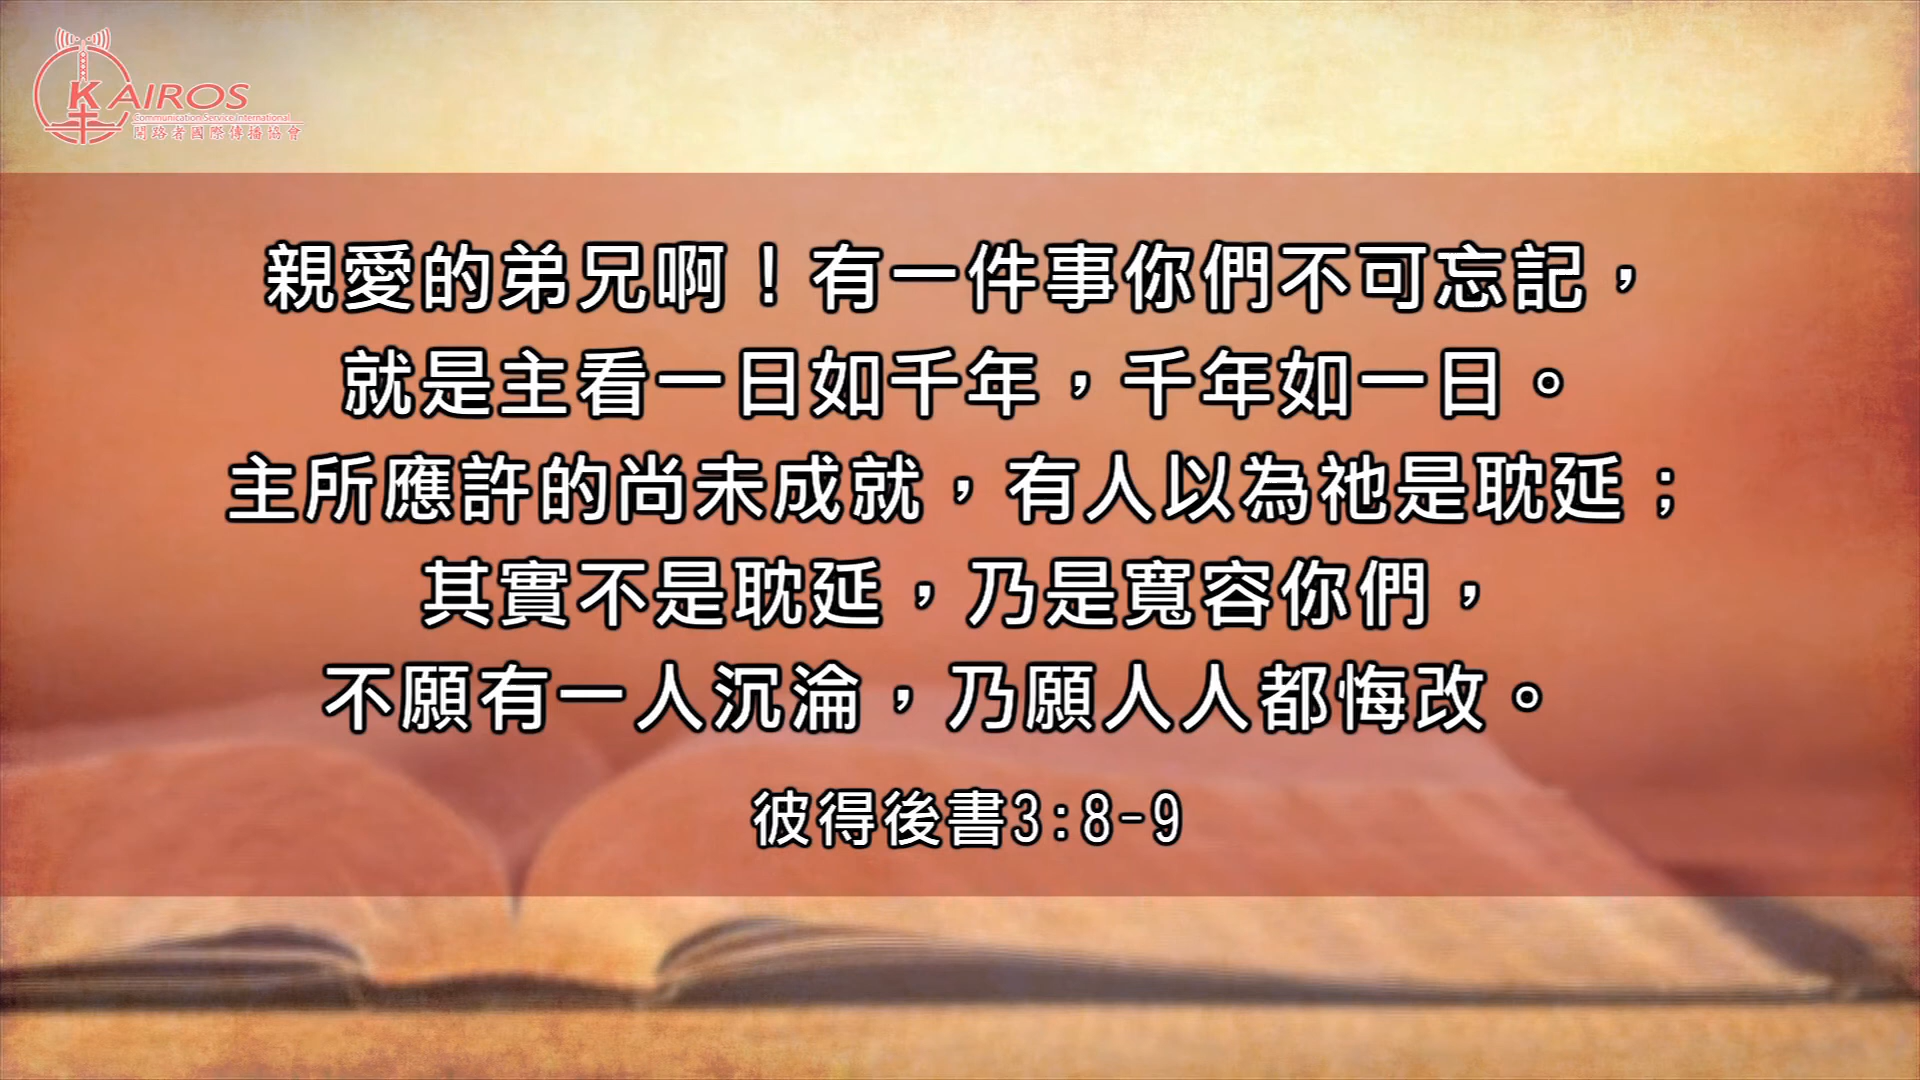 KAIROS
Communication Service International
開路者國際傳播協會
親愛的弟兄啊！有一件事你們不可忘記，
就是主看一日如千年，千年如一日。
主所應許的尚未成就，有人以為祂是耽延；
其實不是耽延，乃是寬容你們，
不願有一人沉淪，乃願人人都悔改。
彼得後書3:8-9